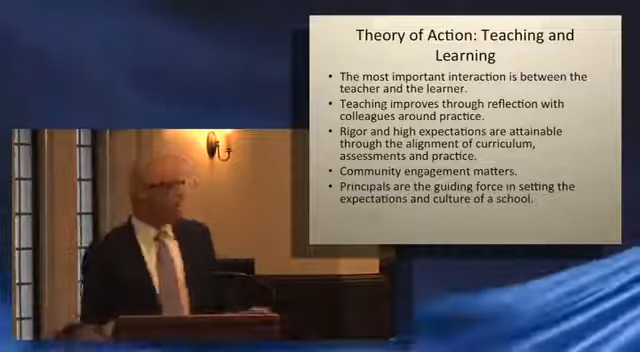 Theory of Action: Teaching and
Learning
• The most important interaction is between the
teacher and the learner.
• Teaching improves through reflection with
colleagues around practice.
• Rigor and high expectations are attainable
through the alignment of curriculum,
assessments and practice.
• Community engagement matters.
• Principals are the guiding force in setting the
expectations and culture of a school.